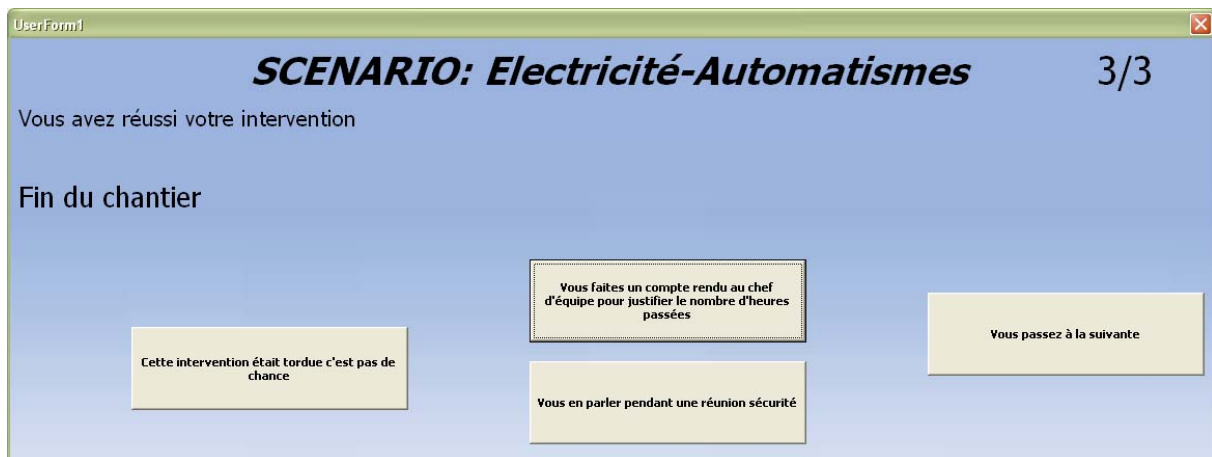 UserForm1
SCENARIO: Electricité-Automatismes 3/3
Vous avez réussi votre intervention
Fin du chantier
Vous faites un compte rendu au chef
d'équipe pour justifier le nombre d'heures
passées
Vous passez à la suivante
Cette intervention était tordue c'est pas de
chance
Vous en parler pendant une réunion sécurité